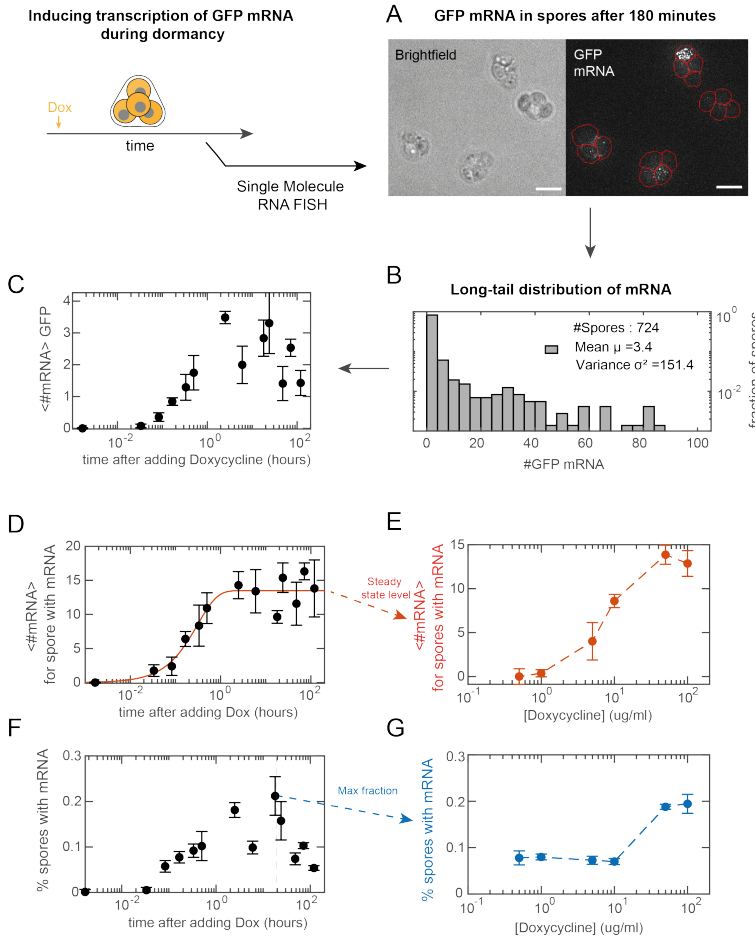 Inducing transcription of GFP mRNA
during dormancy
Dox
time
Single Molecule
RNA FISH
A
GFP mRNA in spores after 180 minutes
Brightfield
GFP
mRNA
B
Long-tail distribution of mRNA
#Spores : 724
Mean μ =3.4
Variance σ² =151.4
10⁰
10⁻²
fraction of spores
0 20 40 60 80 100
#GFP mRNA
C
<#mRNA> GFP
4
3
2
1
0
10⁻² 10⁰ 10²
time after adding Doxycycline (hours)
D
<#mRNA>
for spore with mRNA
20
15
10
5
0
10⁻² 10⁰ 10²
time after adding Dox (hours)
Steady
state level
E
<#mRNA>
for spores with mRNA
15
10
5
0
10⁻¹ 10⁰ 10¹ 10²
[Doxycycline] (ug/ml)
F
% spores with mRNA
0.3
0.2
0.1
0
10⁻² 10⁰ 10²
time after adding Dox (hours)
Max fraction
G
% spores with mRNA
0.3
0.2
0.1
0
10⁻¹ 10⁰ 10¹ 10²
[Doxycycline] (ug/ml)